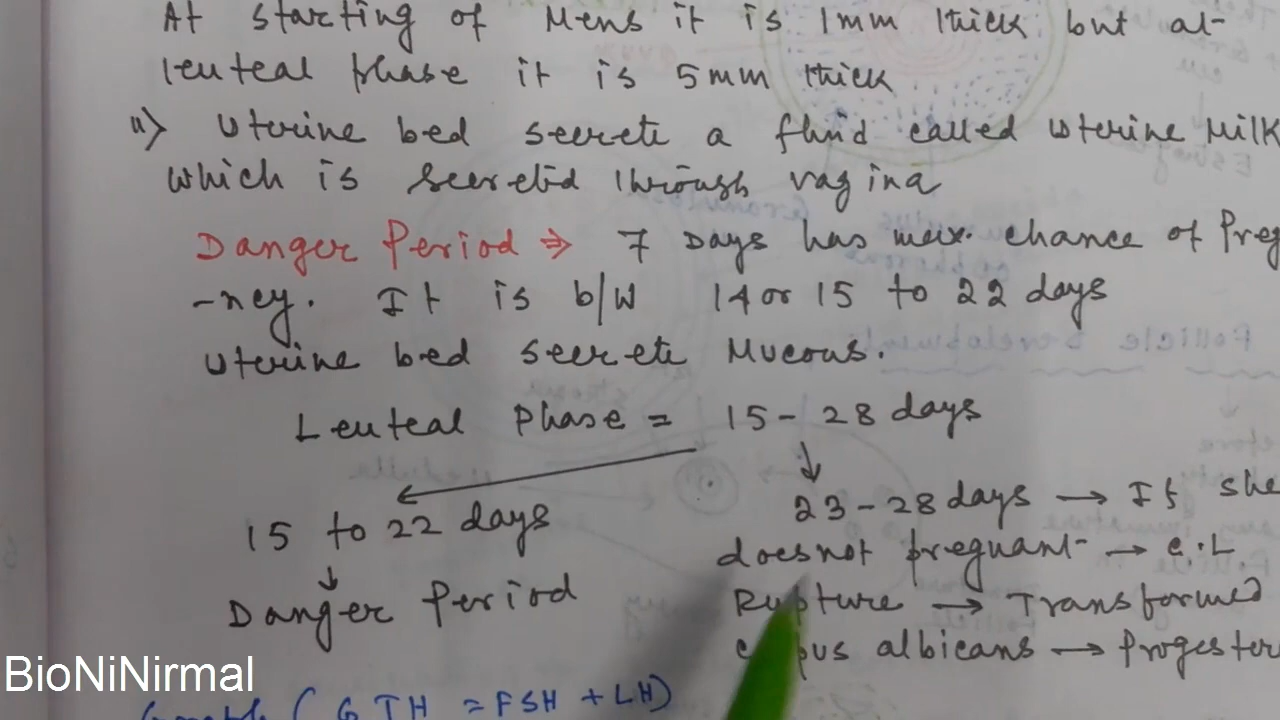 At starting of Mens it is 1mm thick but at
leuteal phase it is 5mm thick
ii) Uterine bed secrete a fluid called Uterine Milk
which is secreted through vagina
Danger Period ⇒ 7 Days has max. chance of Preg
-ncy. It is b/w 14 or 15 to 22 days
Uterine bed secrete Mucous.
Leuteal Phase = 15 - 28 days
15 to 22 days
↓
Danger Period
↓
23 - 28 days → If she
does not pregnant → C.L
Rupture → Transformed
albicans → Progester
(GTH = FSH + LH)
BioNiNirmal